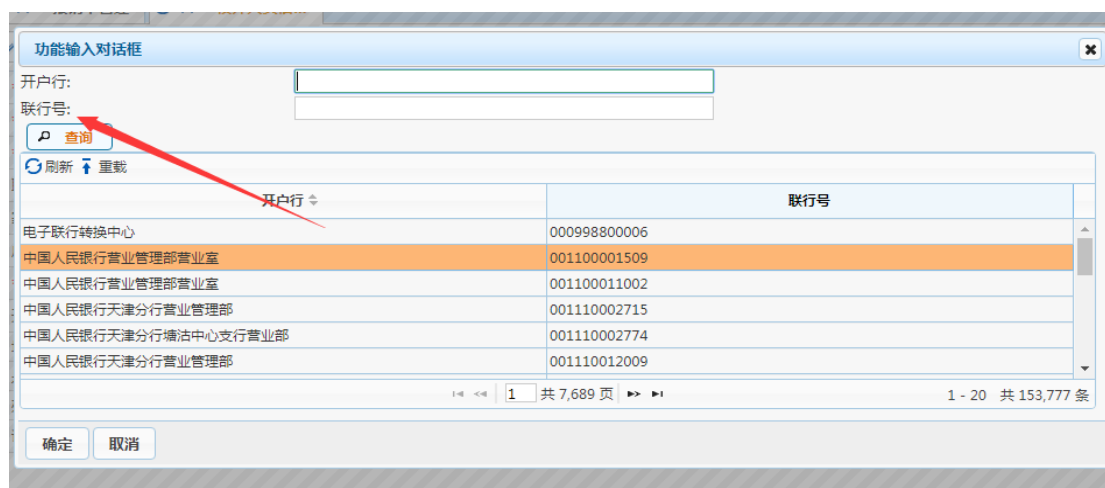 功能输入对话框
开户行:
联行号:
查询
刷新 重载
开户行 联行号
电子联行转换中心 000998800006
中国人民银行营业管理部营业室 001100001509
中国人民银行营业管理部营业室 001100011002
中国人民银行天津分行营业管理部 001110002715
中国人民银行天津分行塘沽中心支行营业部 001110002774
中国人民银行天津分行营业管理部 001110012009
1 共 7,689 页 1 - 20 共 153,777 条
确定 取消